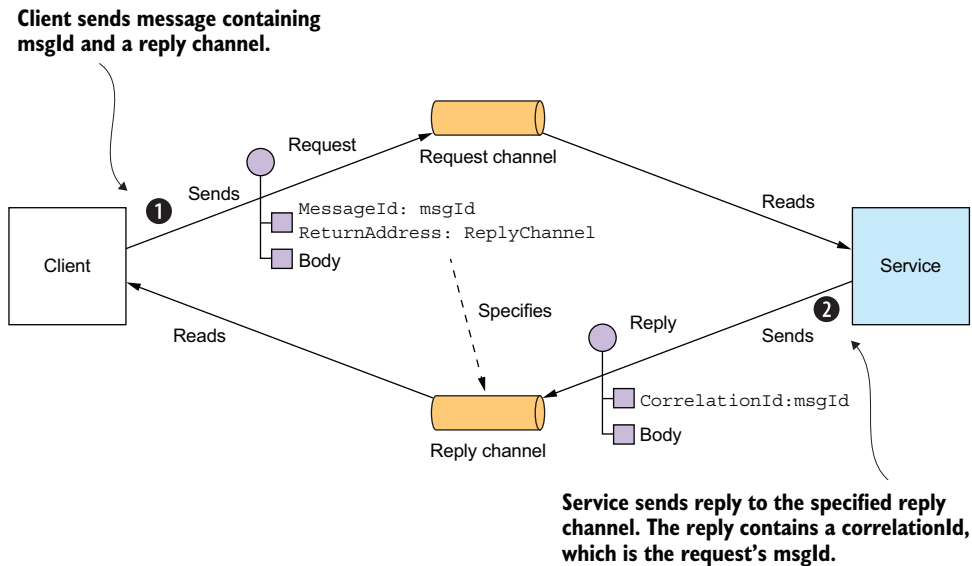 Client sends message containing
msgId and a reply channel.
Request
Request channel
Sends
1
MessageId: msgId
ReturnAddress: ReplyChannel
Body
Reads
Client
Service
Specifies
2
Reply
Sends
Reads
CorrelationId:msgId
Body
Reply channel
Service sends reply to the specified reply
channel. The reply contains a correlationId,
which is the request's msgId.